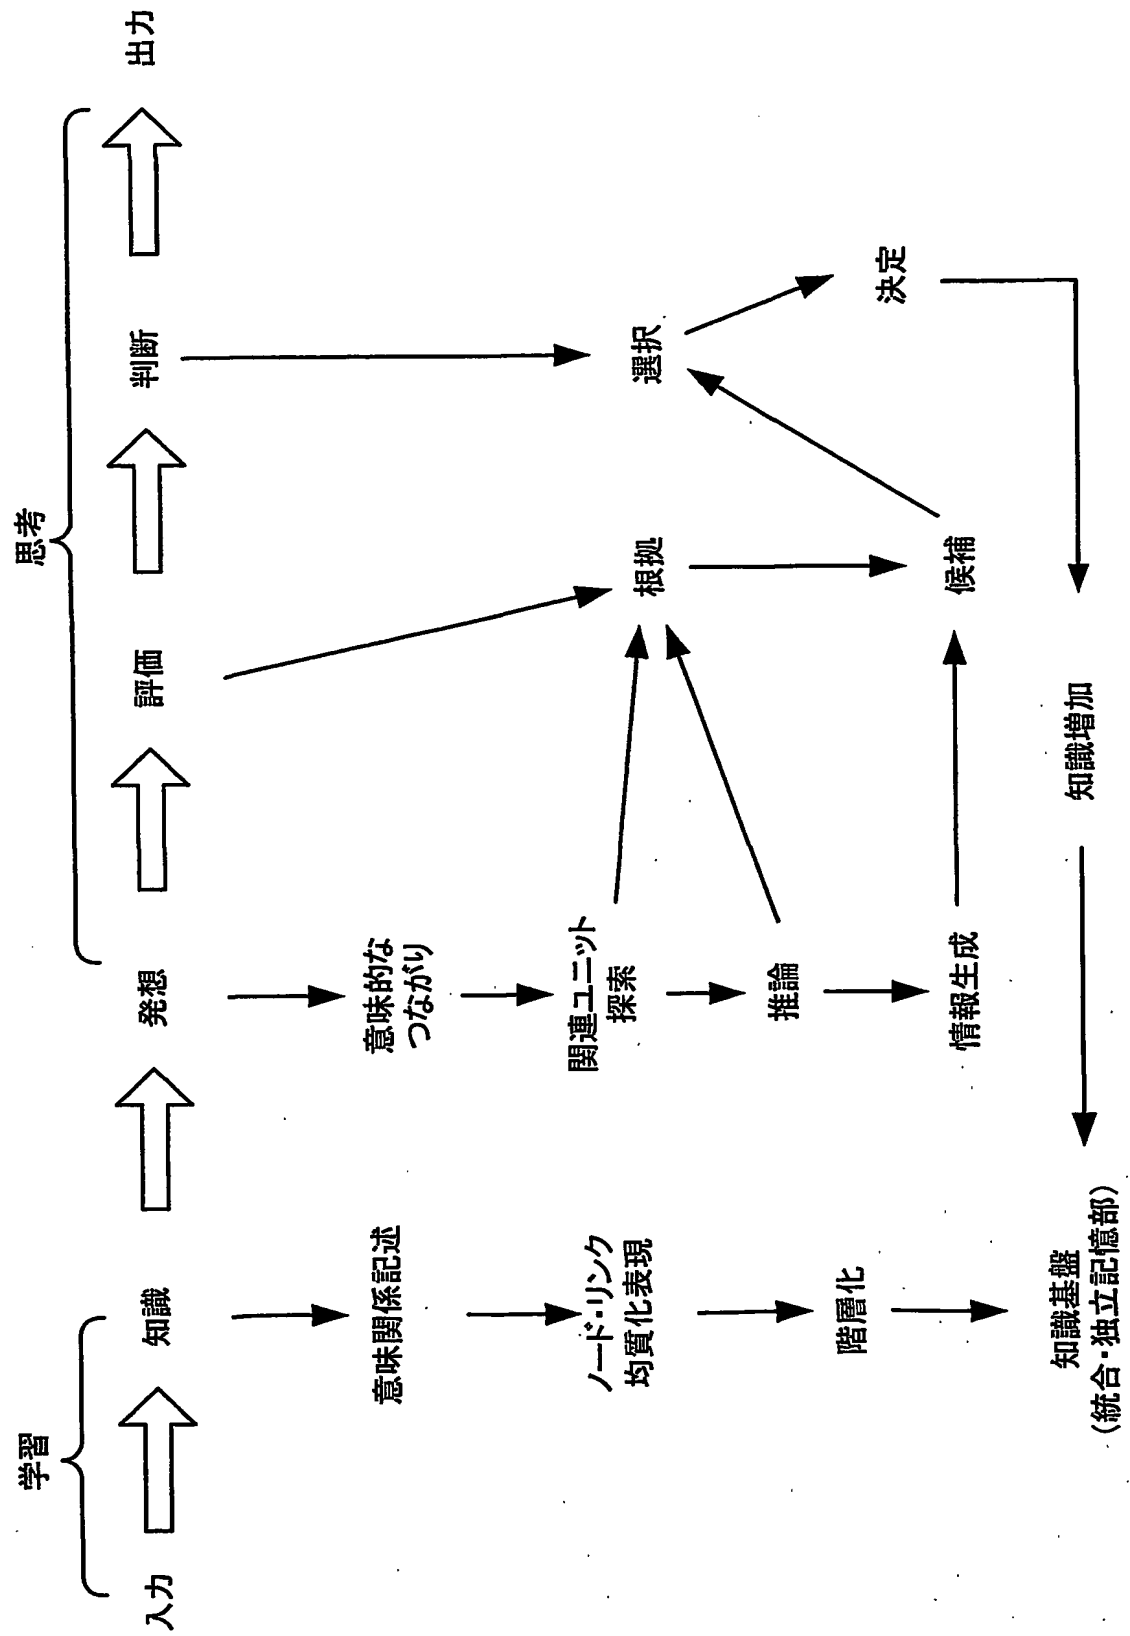 学習
思考
入力
知識
発想
評価
判断
出力
意味関係記述
意味的な
つながり
ノード・リンク
均質化表現
関連ユニット
探索
根拠
選択
階層化
推論
決定
情報生成
候補
知識基盤
(統合・独立記憶部)
知識増加